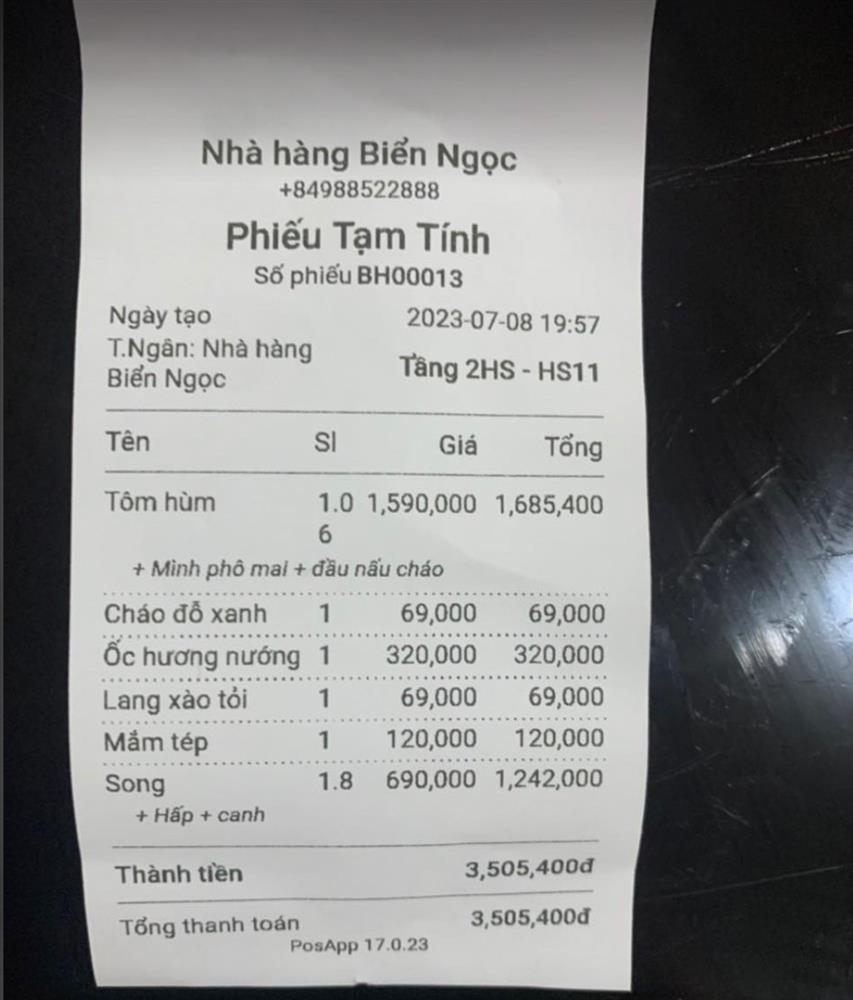 Nhà hàng Biển Ngọc
+84988522888
Phiếu Tạm Tính
Số phiếu BH00013
Ngày tạo 2023-07-08 19:57
T.Ngân: Nhà hàng
Biển Ngọc Tầng 2HS - HS11
Tên Sl Giá Tổng
Tôm hùm 1.0 1,590,000 1,685,400
6
+ Mình phô mai + đầu nấu cháo
Cháo đỗ xanh 1 69,000 69,000
Ốc hương nướng 1 320,000 320,000
Lang xào tỏi 1 69,000 69,000
Mắm tép 1 120,000 120,000
Song 1.8 690,000 1,242,000
+ Hấp + canh
Thành tiền 3,505,400đ
Tổng thanh toán 3,505,400đ
PosApp 17.0.23